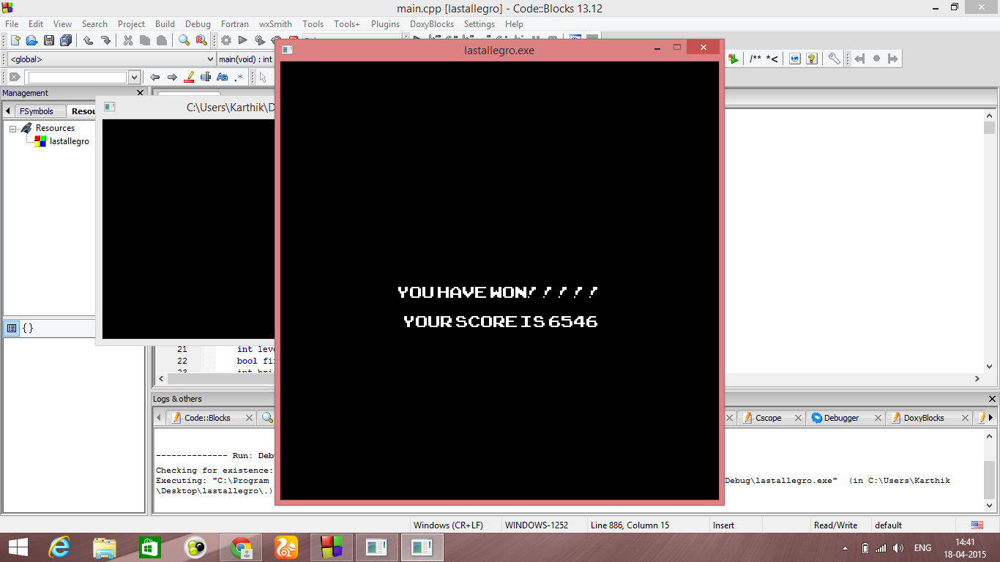 main.cpp [lastallegro] - Code::Blocks 13.12
File Edit View Search Project Build Debug Fortran wxSmith Tools Tools+ Plugins DoxyBlocks Settings Help
<global> main(void) : int
/** *<
Aa .*
Management
FSymbols Resou
Resources
lastallegro
C:\Users\Karthik\D
lastallegro.exe
YOU HAVE WON! ! ! ! !
YOUR SCORE IS 6546
{}
21 int leve
22 bool fi
23 int bri
Logs & others
Code::Blocks Cscope Debugger DoxyBlocks
-------------- Run: Deb
Checking for existence:
Executing: "C:\Program Debug\lastallegro.exe" (in C:\Users\Karthik
\Desktop\lastallegro\.)
Windows (CR+LF) WINDOWS-1252 Line 886, Column 15 Insert Read/Write default
ENG 14:41
18-04-2015